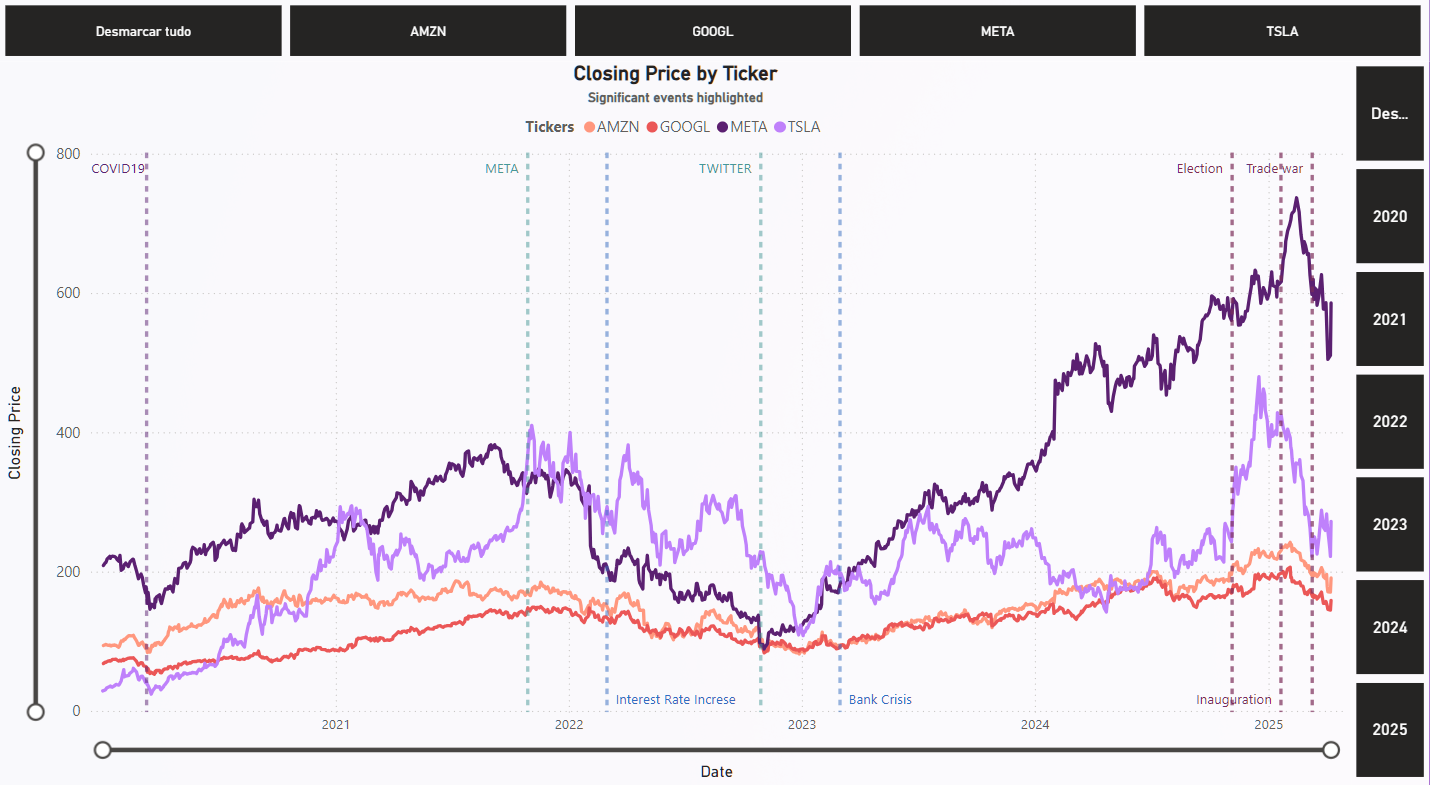 Desmarcar tudo
AMZN
GOOGL
META
TSLA
Closing Price by Ticker
Significant events highlighted
Tickers AMZN GOOGL META TSLA
Des...
2020
2021
2022
2023
2024
2025
800
600
400
200
0
Closing Price
COVID19
META
TWITTER
Election
Trade war
Interest Rate Increse
Bank Crisis
Inauguration
2021
2022
2023
2024
2025
Date